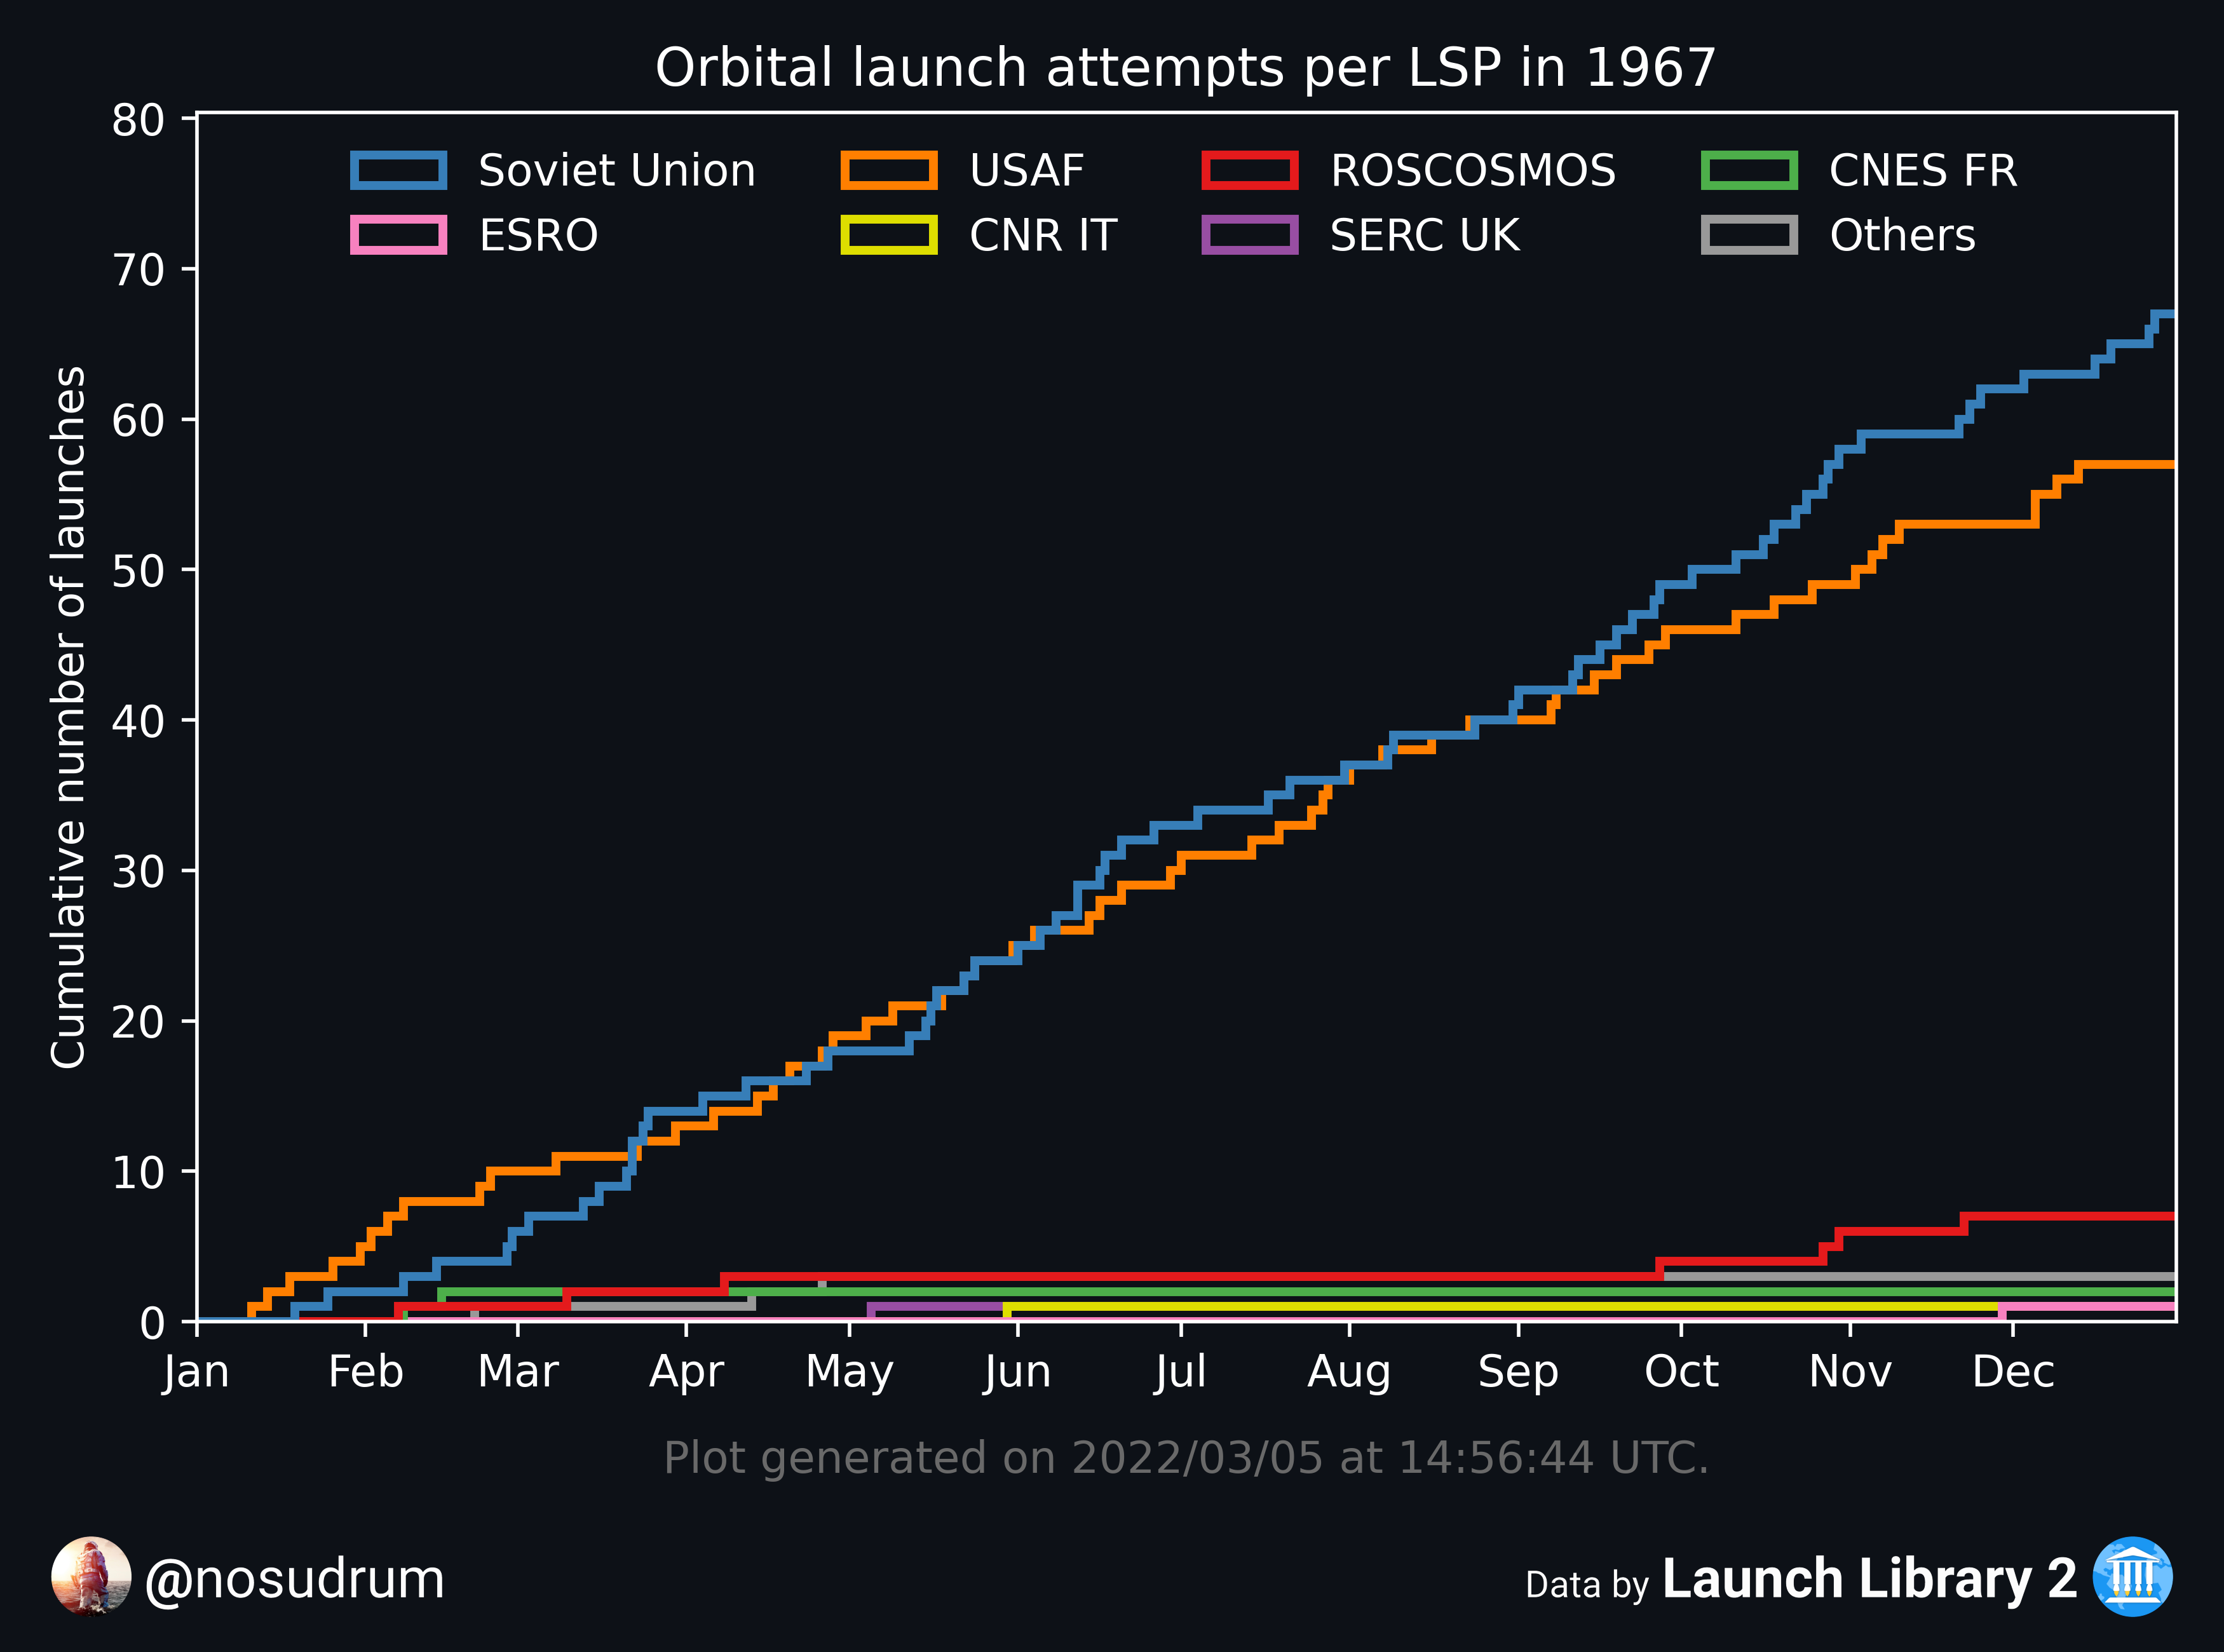 Orbital launch attempts per LSP in 1967
80
70
60
50
40
30
20
10
0
Cumulative number of launches
Soviet Union USAF ROSCOSMOS CNES FR
ESRO CNR IT SERC UK Others
Jan Feb Mar Apr May Jun Jul Aug Sep Oct Nov Dec
Plot generated on 2022/03/05 at 14:56:44 UTC.
@nosudrum
Data by Launch Library 2